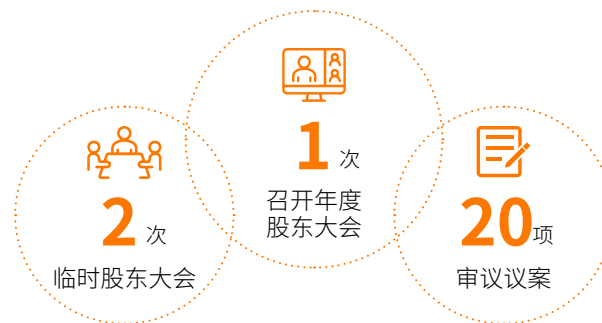 2 次
临时股东大会
1 次
召开年度
股东大会
20项
审议议案